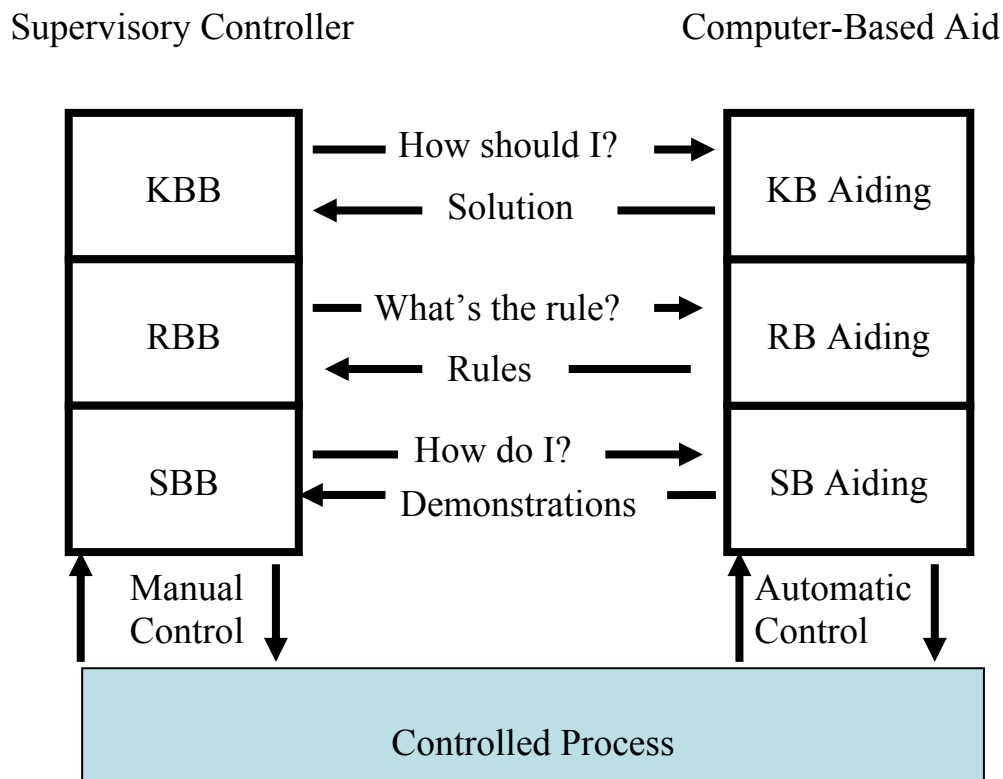 Supervisory Controller
Computer-Based Aid
KBB
How should I?
Solution
KB Aiding
RBB
What's the rule?
Rules
RB Aiding
SBB
How do I?
Demonstrations
SB Aiding
Manual
Control
Automatic
Control
Controlled Process